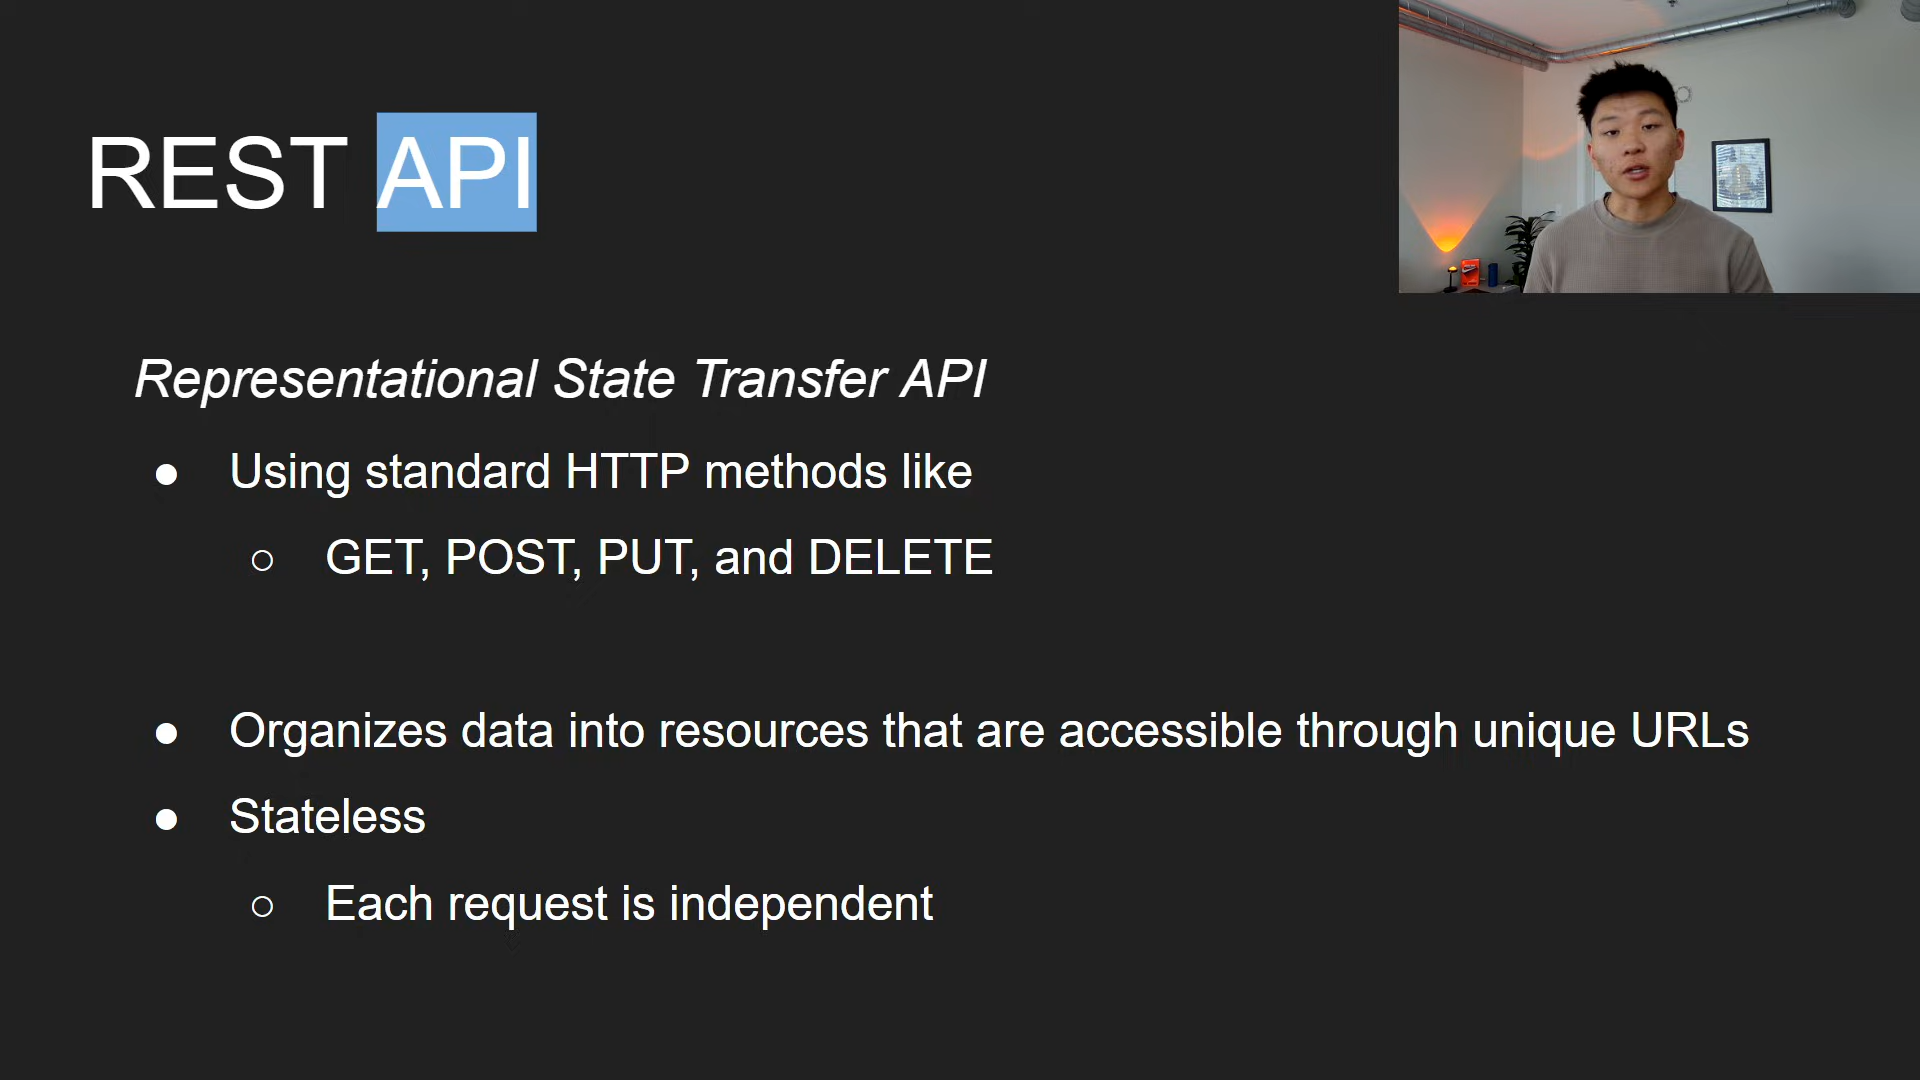 REST API
Representational State Transfer API
● Using standard HTTP methods like
○ GET, POST, PUT, and DELETE
● Organizes data into resources that are accessible through unique URLs
● Stateless
○ Each request is independent